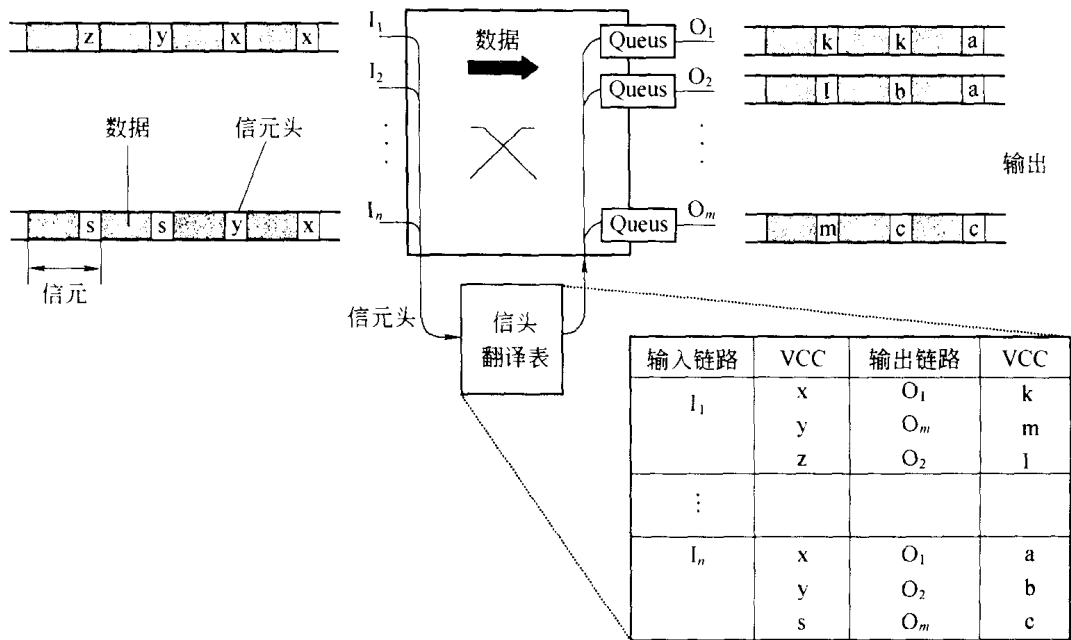 z y x x
I₁
数据
Queus
O₁
k k a
I₂
Queus
O₂
l b a
数据
信元头
输出
s s y x
Iₙ
Queus
Oₘ
m c c
信元
信元头
信头
翻译表
输入链路 VCC 输出链路 VCC
I₁ x O₁ k
y Oₘ m
z O₂ l
⋮
Iₙ x O₁ a
y O₂ b
s Oₘ c